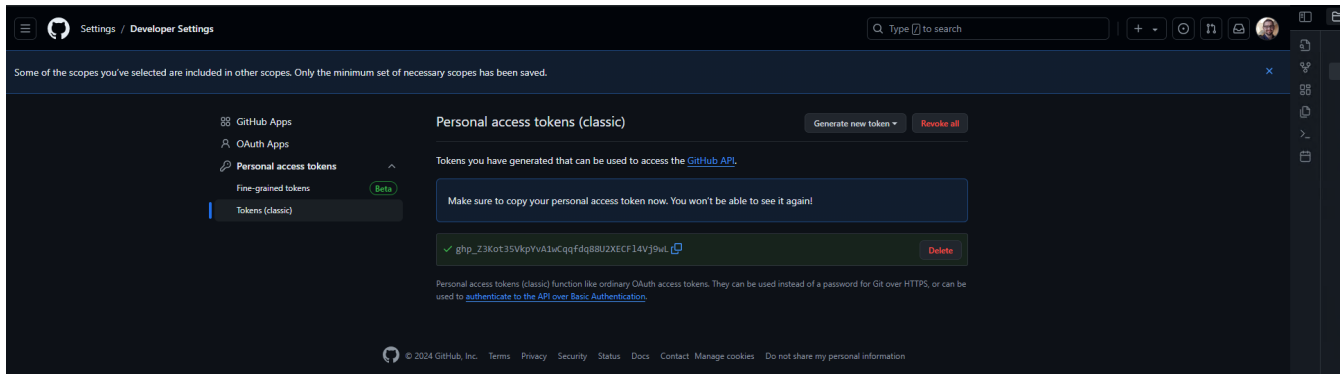 Settings / Developer Settings
Type / to search
Some of the scopes you've selected are included in other scopes. Only the minimum set of necessary scopes has been saved.
GitHub Apps
OAuth Apps
Personal access tokens
Fine-grained tokens Beta
Tokens (classic)
Personal access tokens (classic)
Generate new token
Revoke all
Tokens you have generated that can be used to access the GitHub API.
Make sure to copy your personal access token now. You won't be able to see it again!
Delete
Personal access tokens (classic) function like ordinary OAuth access tokens. They can be used instead of a password for Git over HTTPS, or can be
used to authenticate to the API over Basic Authentication.
© 2024 GitHub, Inc. Terms Privacy Security Status Docs Contact Manage cookies Do not share my personal information